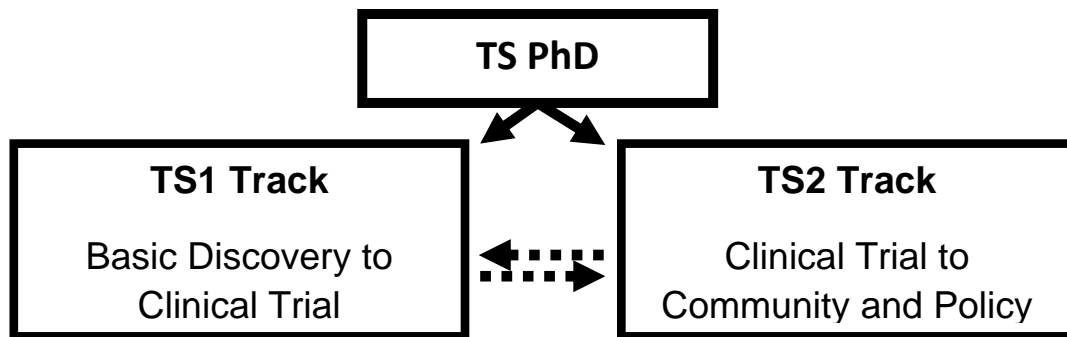 TS PhD
TS1 Track
Basic Discovery to
Clinical Trial
TS2 Track
Clinical Trial to
Community and Policy